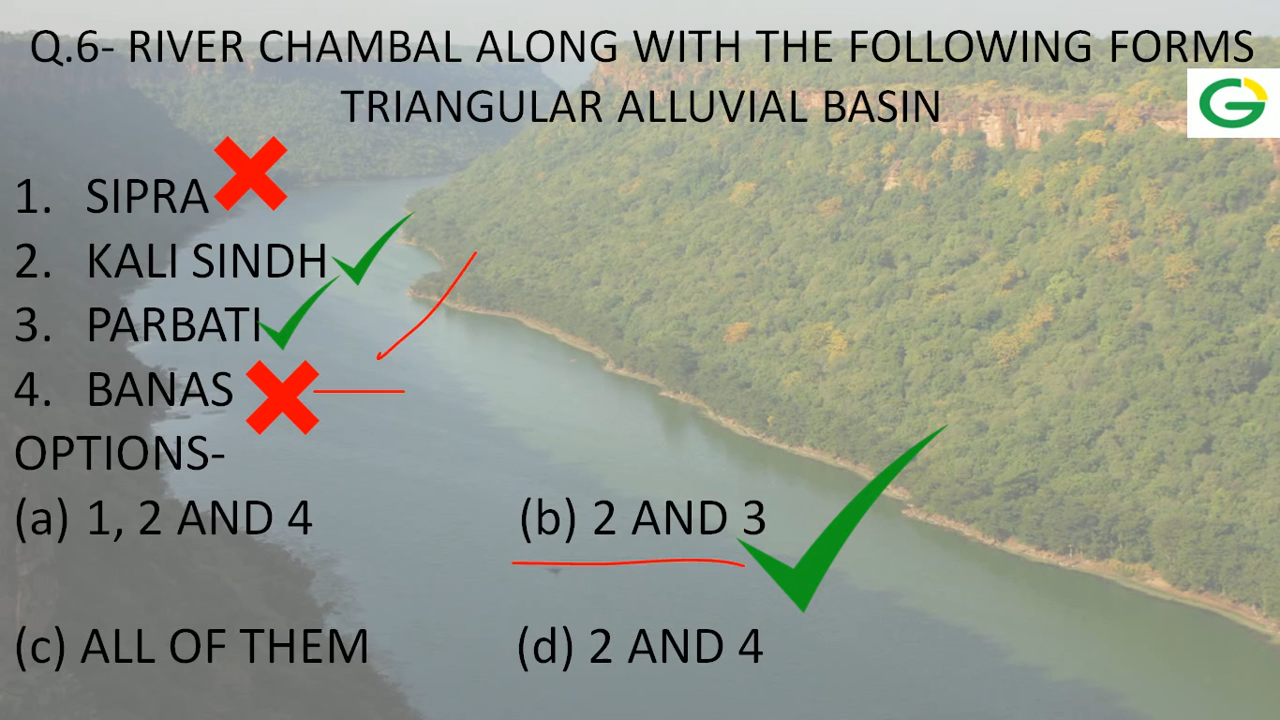 Q.6- RIVER CHAMBAL ALONG WITH THE FOLLOWING FORMS
TRIANGULAR ALLUVIAL BASIN
G
1. SIPRA
2. KALI SINDH
3. PARBATI
4. BANAS
OPTIONS-
(a) 1, 2 AND 4
(b) 2 AND 3
(c) ALL OF THEM
(d) 2 AND 4